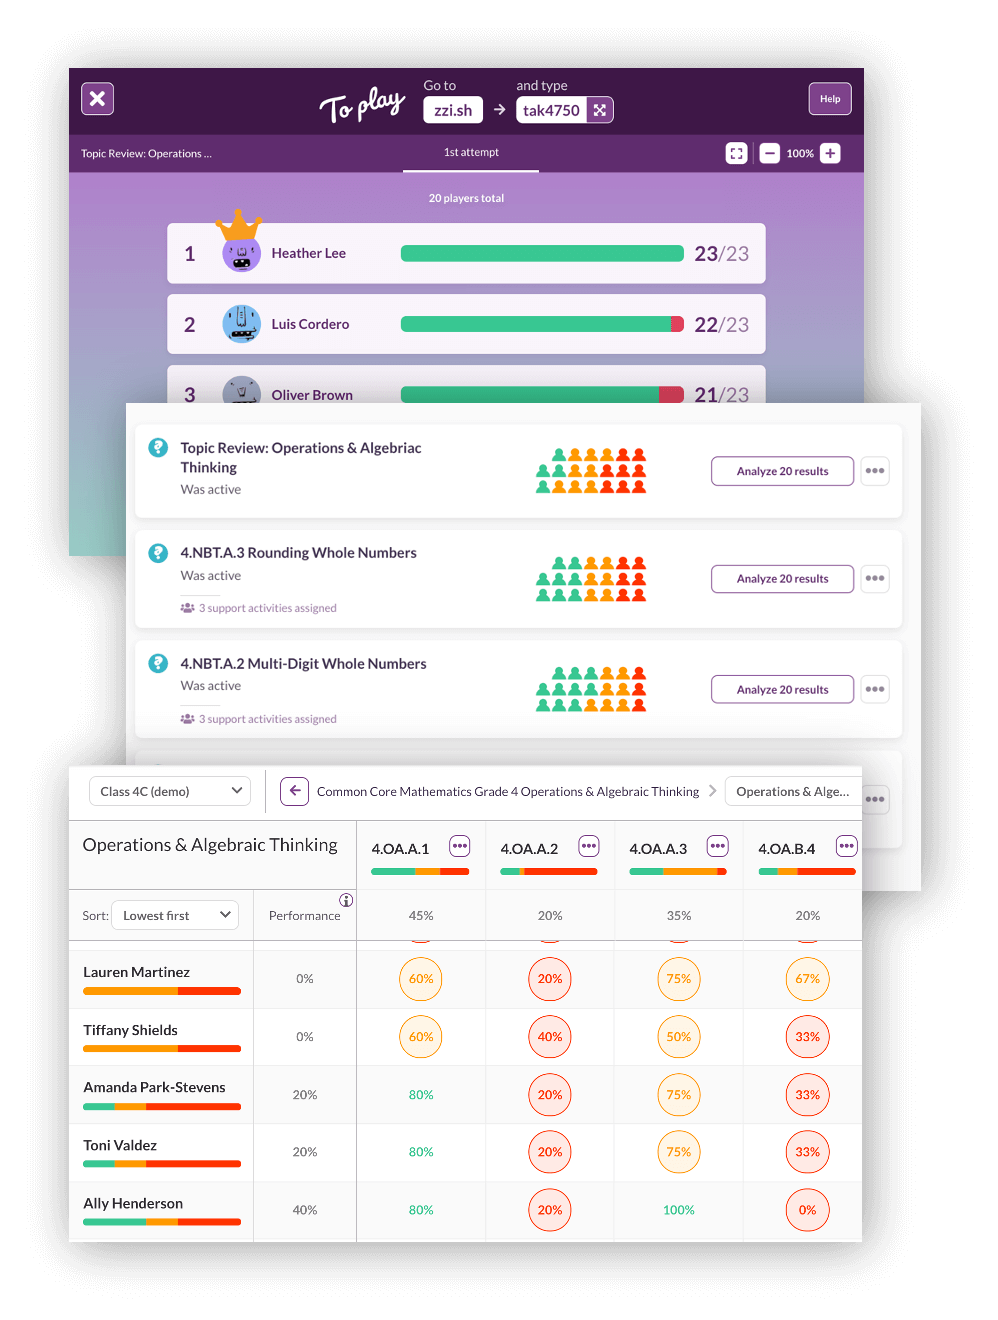 To play
Go to
zzi.sh
and type
tak4750
Help
Topic Review: Operations ...
1st attempt
100%
20 players total
1 Heather Lee 23/23
2 Luis Cordero 22/23
3 Oliver Brown 21/23
Topic Review: Operations & Algebriac
Thinking
Was active
Analyze 20 results
4.NBT.A.3 Rounding Whole Numbers
Was active
3 support activities assigned
Analyze 20 results
4.NBT.A.2 Multi-Digit Whole Numbers
Was active
3 support activities assigned
Analyze 20 results
Class 4C (demo)
Common Core Mathematics Grade 4 Operations & Algebraic Thinking
Operations & Alge...
Operations & Algebraic Thinking
4.OA.A.1 4.OA.A.2 4.OA.A.3 4.OA.B.4
Sort: Lowest first Performance 45% 20% 35% 20%
Lauren Martinez 0% 60% 20% 75% 67%
Tiffany Shields 0% 60% 40% 50% 33%
Amanda Park-Stevens 20% 80% 20% 75% 33%
Toni Valdez 20% 80% 20% 75% 33%
Ally Henderson 40% 80% 20% 100% 0%